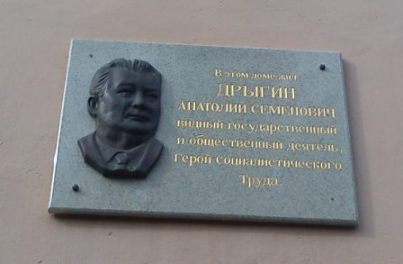 В этом доме жил
ДРЫГИН
АНАТОЛИЙ СЕМЕНОВИЧ
видный государственный
и общественный деятель,
Герой Социалистического
Труда